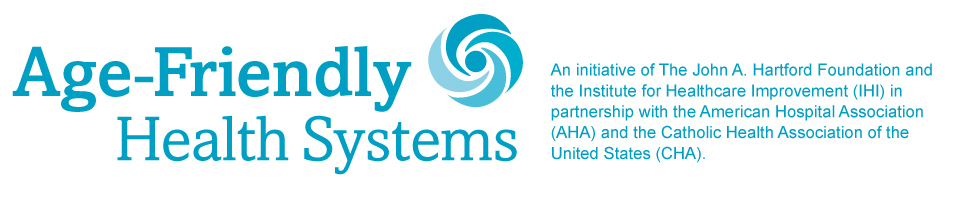 Age-Friendly
Health Systems
An initiative of The John A. Hartford Foundation and
the Institute for Healthcare Improvement (IHI) in
partnership with the American Hospital Association
(AHA) and the Catholic Health Association of the
United States (CHA).